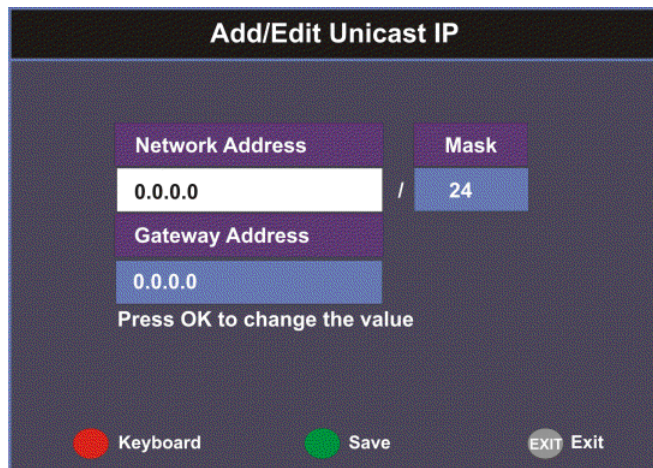 Add/Edit Unicast IP
Network Address Mask
0.0.0.0 / 24
Gateway Address
0.0.0.0
Press OK to change the value
Keyboard Save EXIT Exit